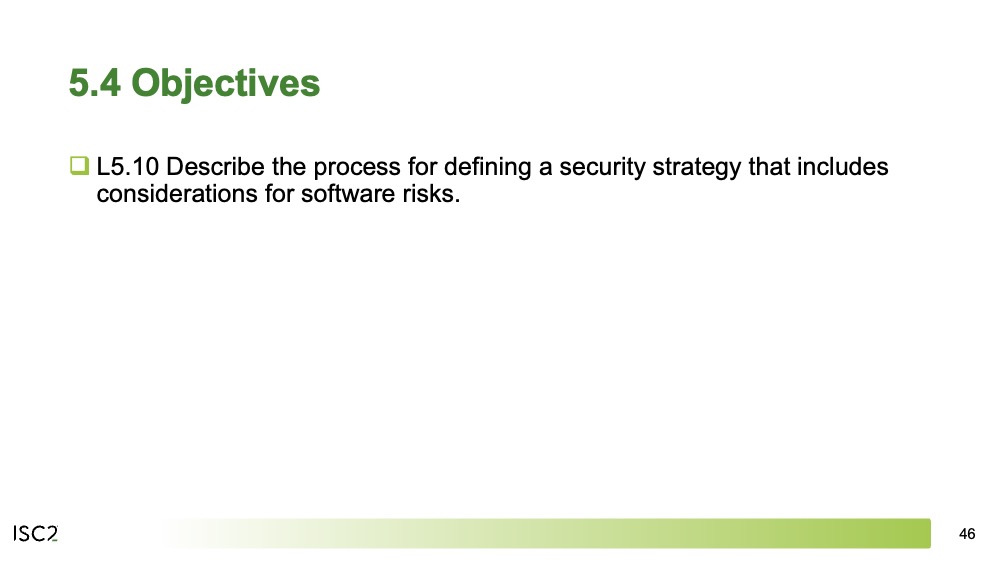 5.4 Objectives
L5.10 Describe the process for defining a security strategy that includes
considerations for software risks.
ISC2
46